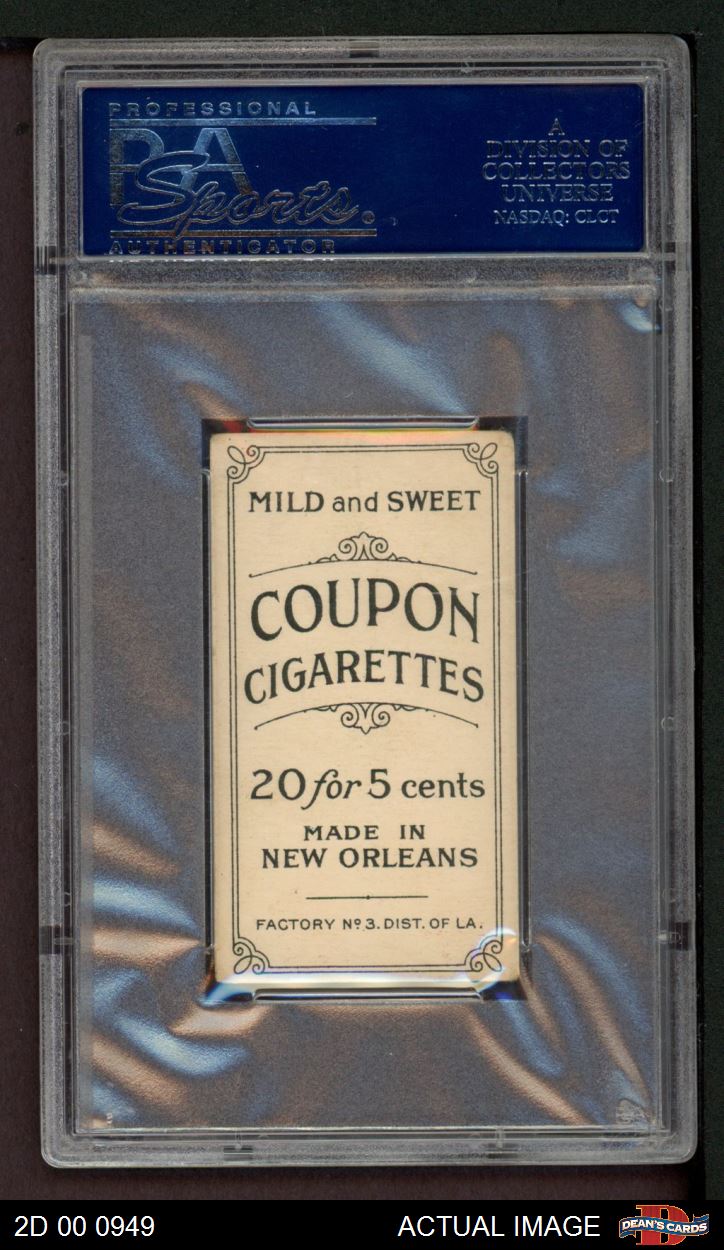 PROFESSIONAL
PSA
Sports
AUTHENTICATOR
A
DIVISION OF
COLLECTORS
UNIVERSE
NASDAQ: CLCT
MILD and SWEET
COUPON
CIGARETTES
20 for 5 cents
MADE IN
NEW ORLEANS
FACTORY Nº 3. DIST. OF LA.
2D 00 0949
ACTUAL IMAGE
D
DEAN'S CARDS